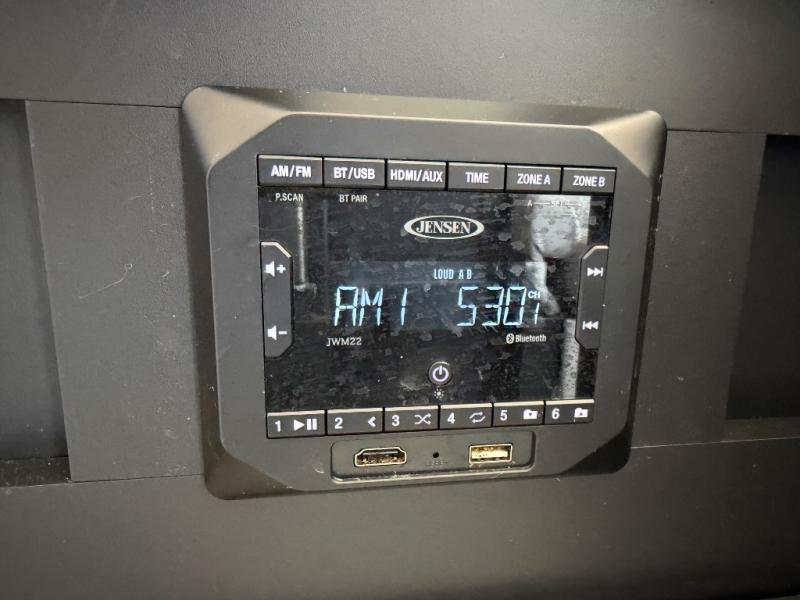 AM/FM BT/USB HDMI/AUX TIME ZONE A ZONE B
P.SCAN BT PAIR
JENSEN
LOUD A B
AM1 530 CH 1
JWM22 Bluetooth
1 2 3 4 5 6